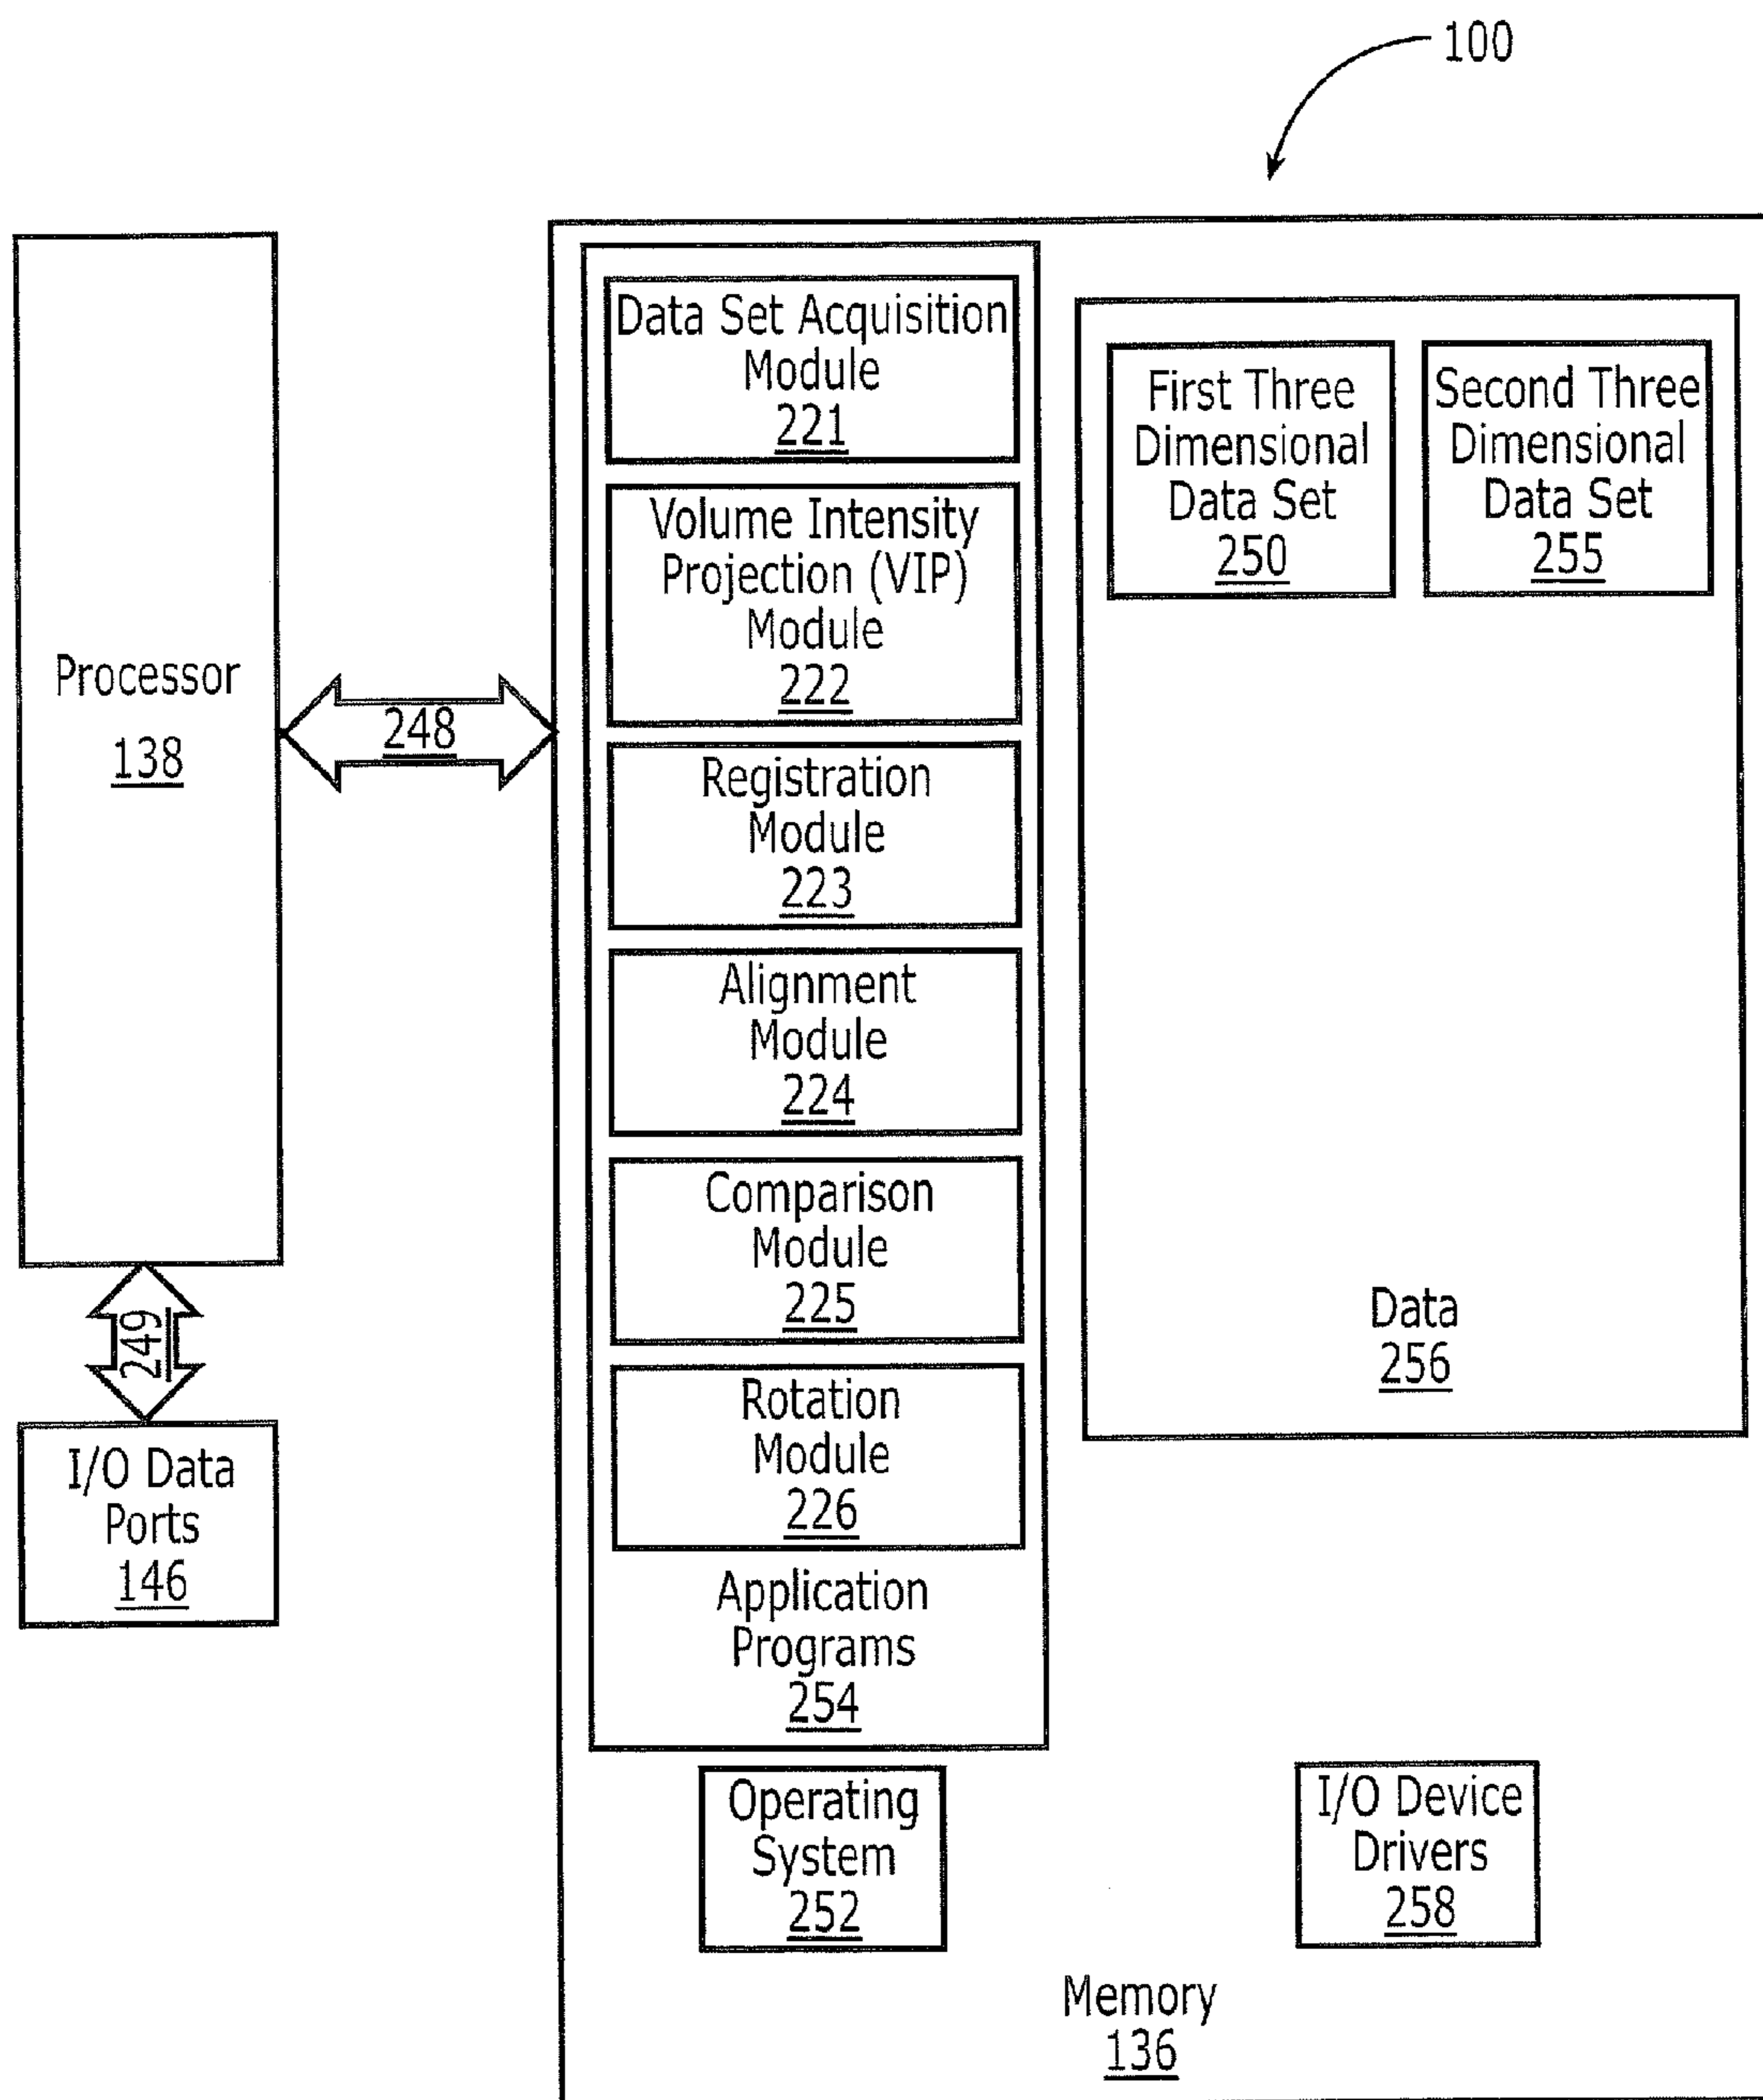 100
Processor
138
248
249
I/O Data
Ports
146
Data Set Acquisition
Module
221
Volume Intensity
Projection (VIP)
Module
222
Registration
Module
223
Alignment
Module
224
Comparison
Module
225
Rotation
Module
226
Application
Programs
254
First Three
Dimensional
Data Set
250
Second Three
Dimensional
Data Set
255
Data
256
Operating
System
252
I/O Device
Drivers
258
Memory
136